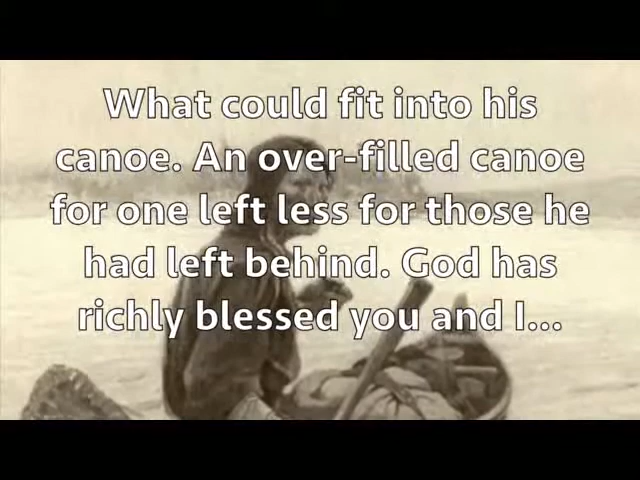 What could fit into his
canoe. An over-filled canoe
for one left less for those he
had left behind. God has
richly blessed you and I...